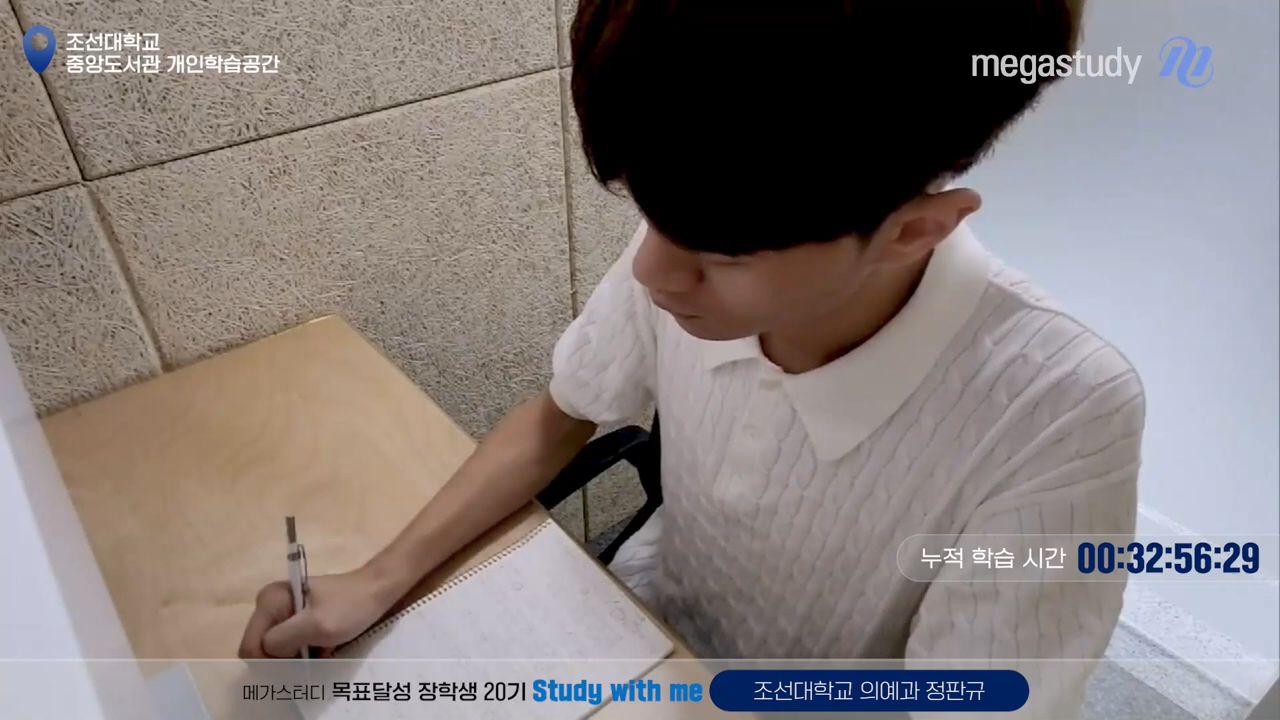 조선대학교
중앙도서관 개인학습공간
megastudy
누적 학습 시간 00:32:56:29
메가스터디 목표달성 장학생 20기 Study with me 조선대학교 의예과 정판규